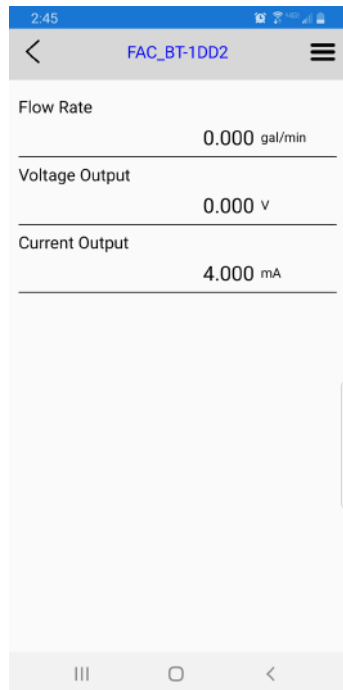 2:45
FAC_BT-1DD2
Flow Rate
0.000 gal/min
Voltage Output
0.000 V
Current Output
4.000 mA